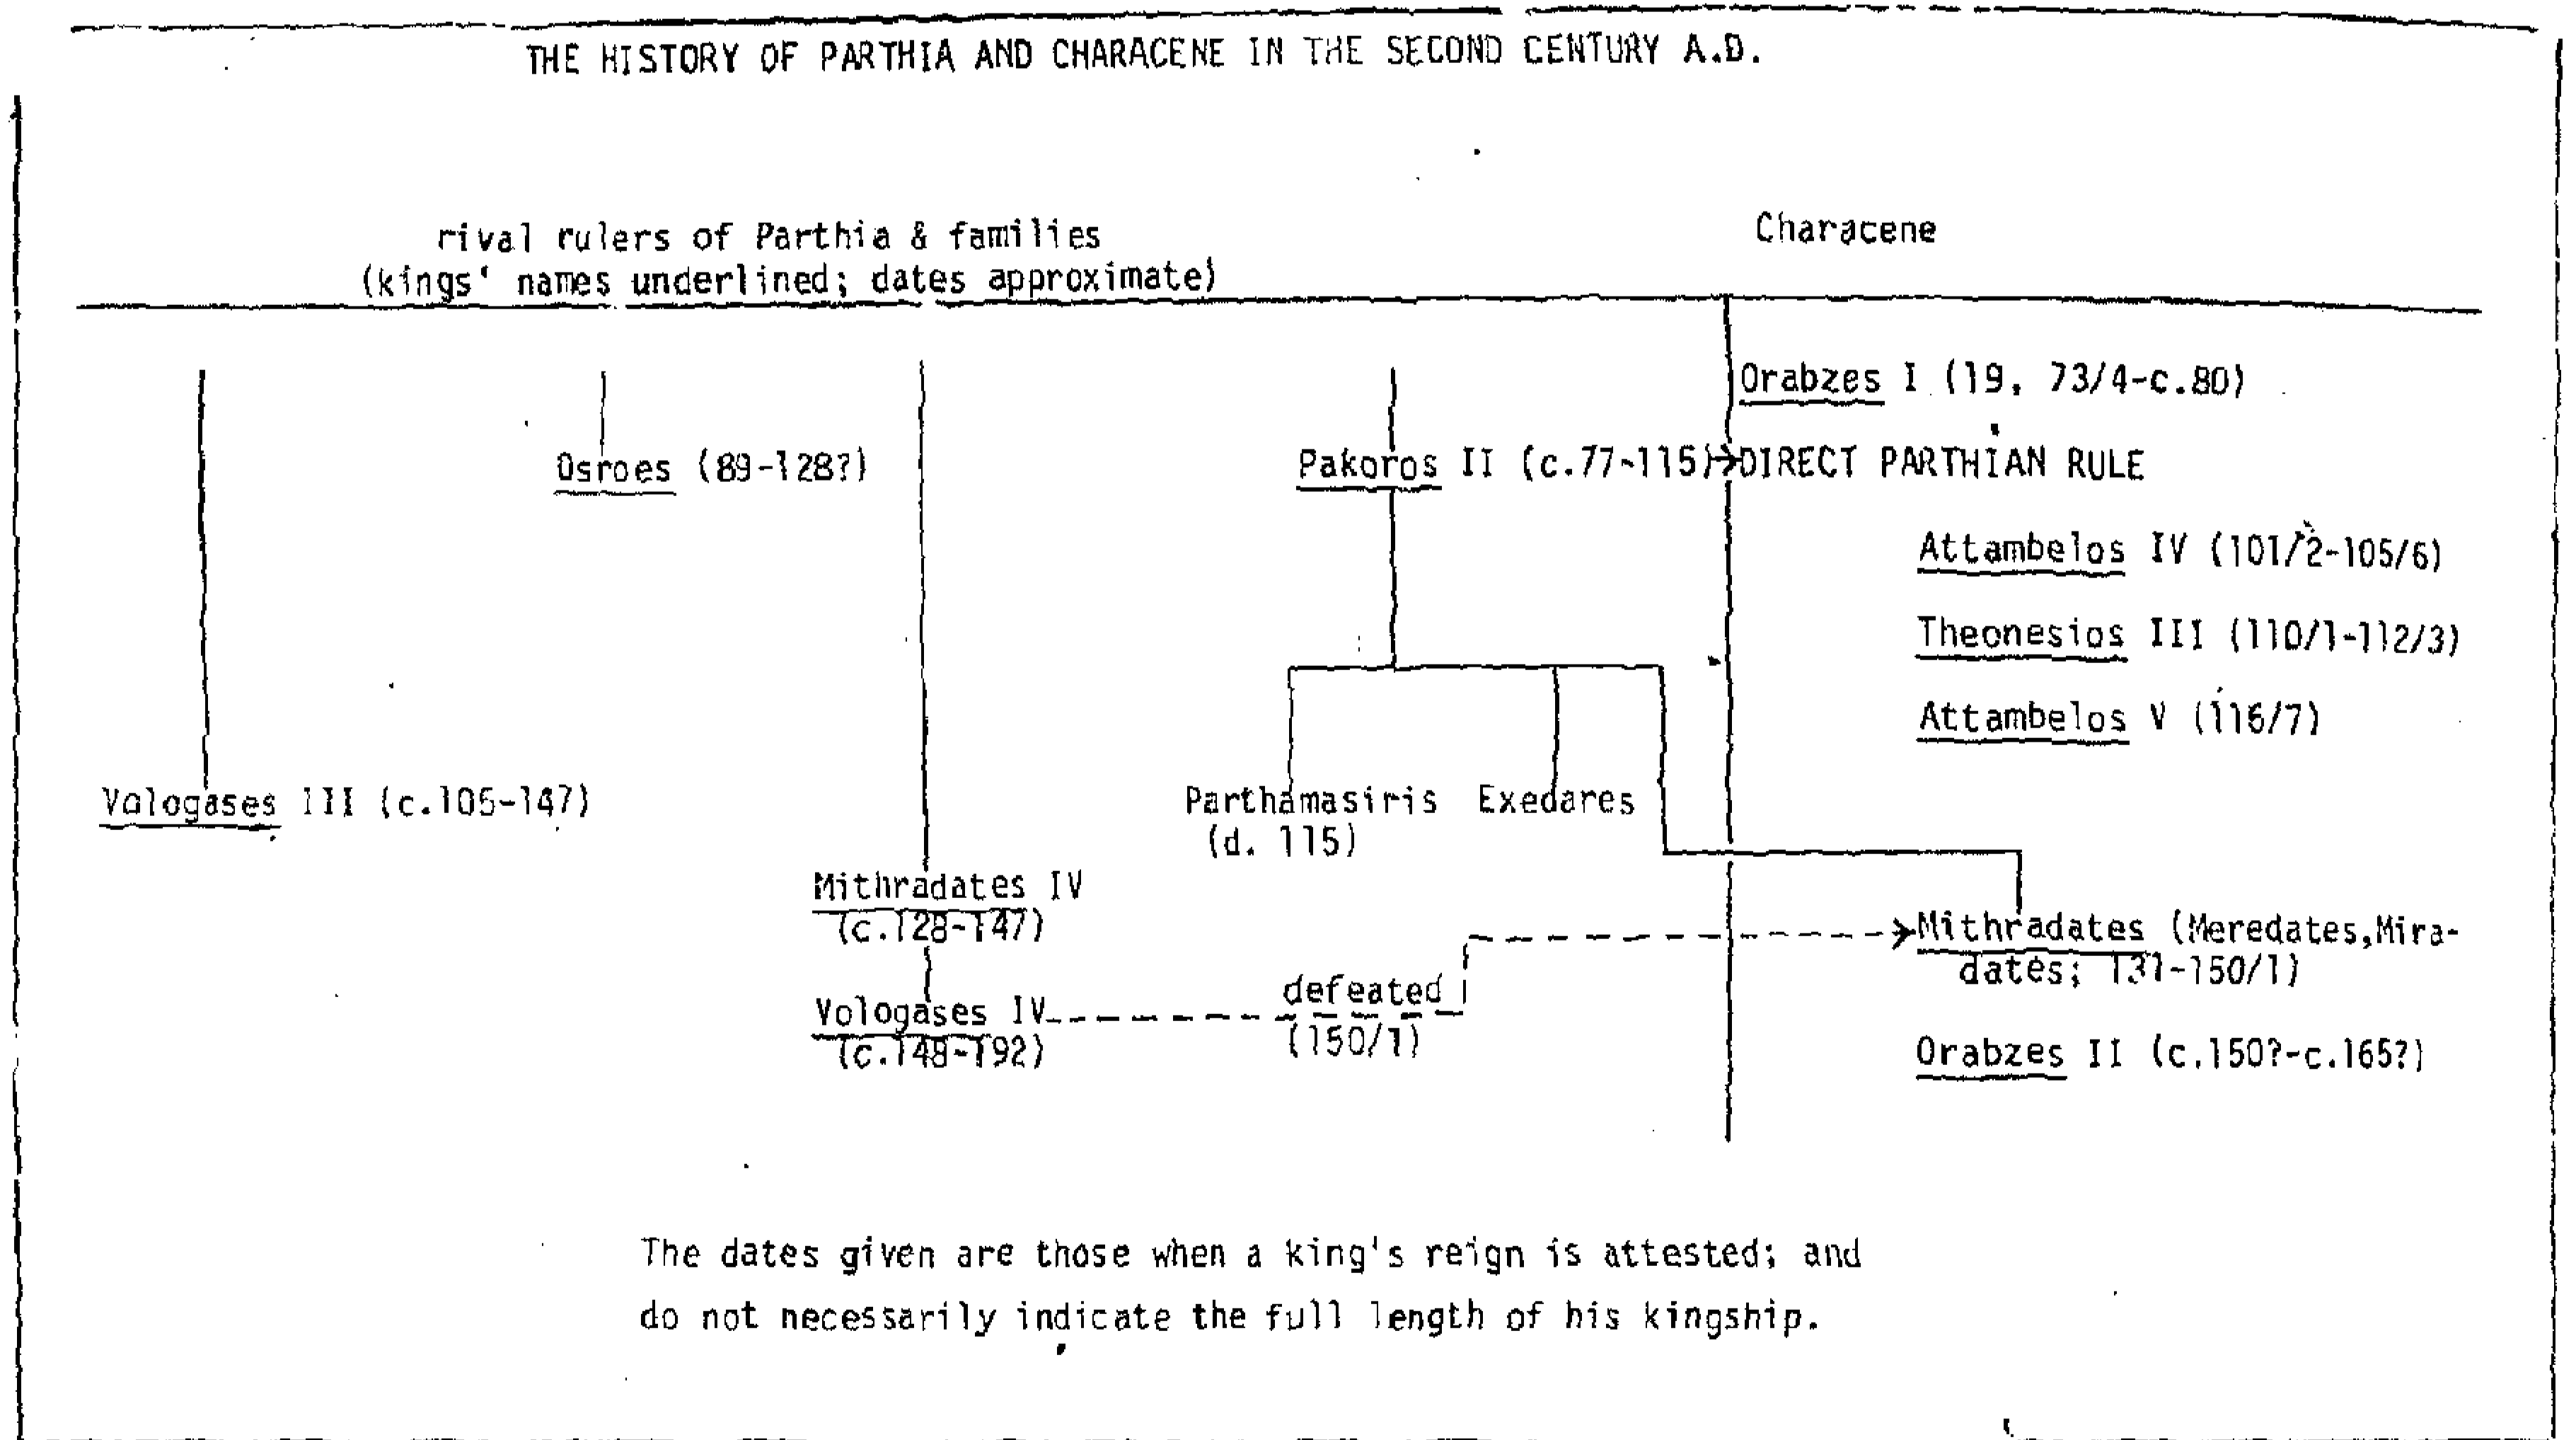 THE HISTORY OF PARTHIA AND CHARACENE IN THE SECOND CENTURY A.D.
rival rulers of Parthia & families
(kings' names underlined; dates approximate)
Characene
Orabzes I (19, 73/4-c.80)
Osroes (89-128?)
Pakoros II (c.77-115)
DIRECT PARTHIAN RULE
Attambelos IV (101/2-105/6)
Theonesios III (110/1-112/3)
Attambelos V (116/7)
Vologases III (c.105-147)
Parthamasiris
(d. 115)
Exedares
Mithradates IV
(c.128-147)
Mithradates (Meredates,Mira-
dates; 131-150/1)
Vologases IV
(c.148-192)
defeated
(150/1)
Orabzes II (c.150?-c.165?)
The dates given are those when a king's reign is attested; and
do not necessarily indicate the full length of his kingship.